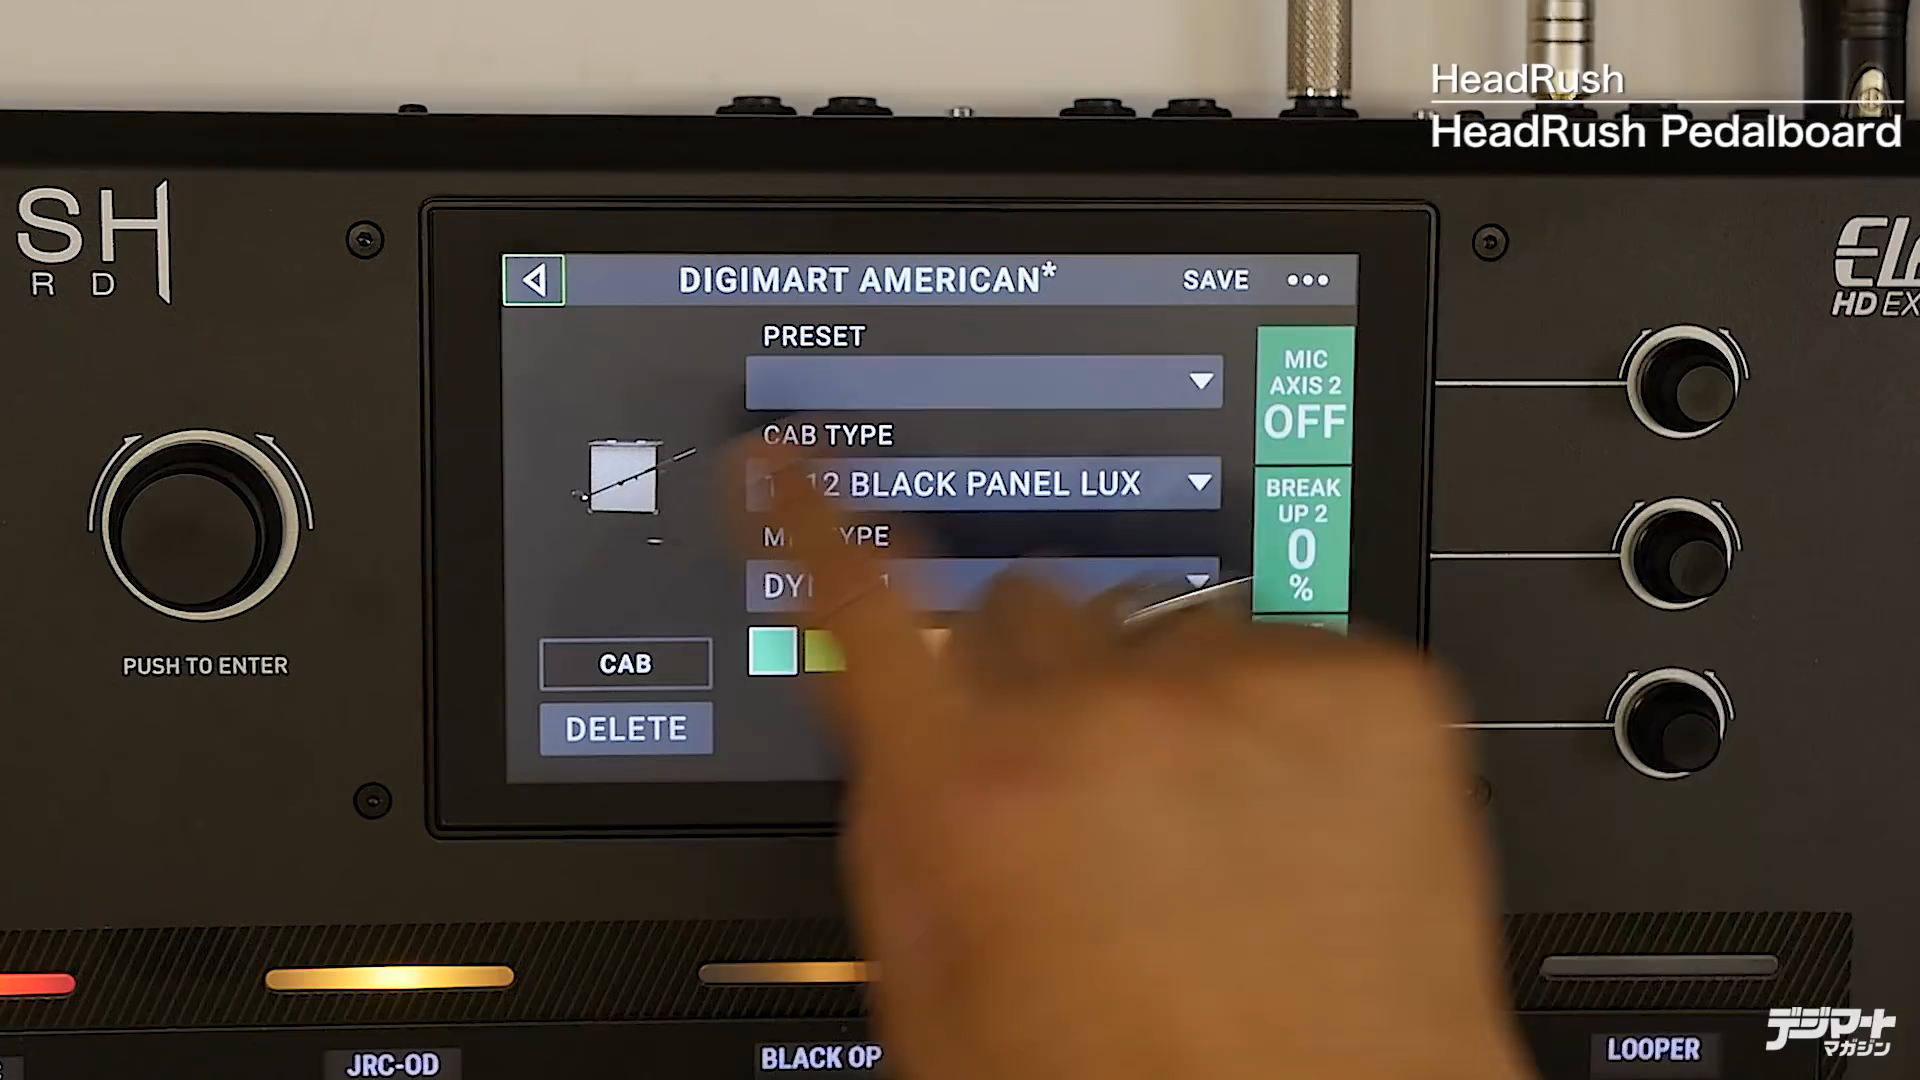 HeadRush
HeadRush Pedalboard
SH
RD
HD EX
DIGIMART AMERICAN*
SAVE
PRESET
CAB TYPE
12 BLACK PANEL LUX
MIC
AXIS 2
OFF
BREAK
UP 2
0
%
CAB
DELETE
PUSH TO ENTER
JRC-OD
BLACK OP
LOOPER
デジマート
マガジン